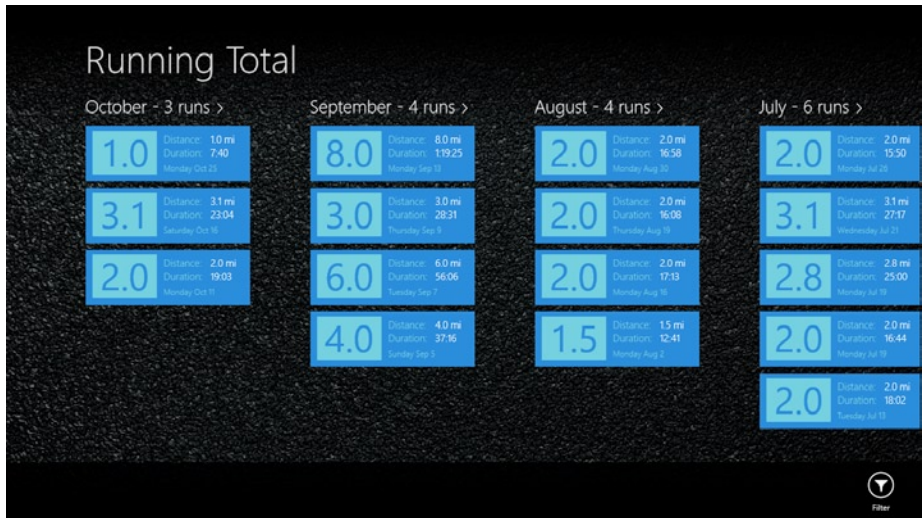 Running Total
October - 3 runs >
1.0
Distance: 1.0 mi
Duration: 7:40
Monday Oct 25
3.1
Distance: 3.1 mi
Duration: 23:04
Saturday Oct 16
2.0
Distance: 2.0 mi
Duration: 19:03
Monday Oct 11
September - 4 runs >
8.0
Distance: 8.0 mi
Duration: 1:19:25
Monday Sep 13
3.0
Distance: 3.0 mi
Duration: 28:31
Thursday Sep 9
6.0
Distance: 6.0 mi
Duration: 56:06
Tuesday Sep 7
4.0
Distance: 4.0 mi
Duration: 37:16
Sunday Sep 5
August - 4 runs >
2.0
Distance: 2.0 mi
Duration: 16:58
Monday Aug 30
2.0
Distance: 2.0 mi
Duration: 16:08
Thursday Aug 19
2.0
Distance: 2.0 mi
Duration: 17:13
Monday Aug 16
1.5
Distance: 1.5 mi
Duration: 12:41
Monday Aug 2
July - 6 runs >
2.0
Distance: 2.0 mi
Duration: 15:50
Monday Jul 26
3.1
Distance: 3.1 mi
Duration: 27:17
Wednesday Jul 21
2.8
Distance: 2.8 mi
Duration: 25:00
Monday Jul 19
2.0
Distance: 2.0 mi
Duration: 16:44
Monday Jul 19
2.0
Distance: 2.0 mi
Duration: 18:02
Tuesday Jul 13
Filter